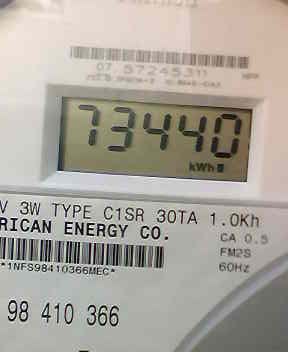 07 57245311
73440
kWh
V 3W TYPE C1SR 30TA 1.0Kh
RICAN ENERGY CO.
CA 0.5
FM2S
60Hz
*1NFS98410366MEC*
98 410 366